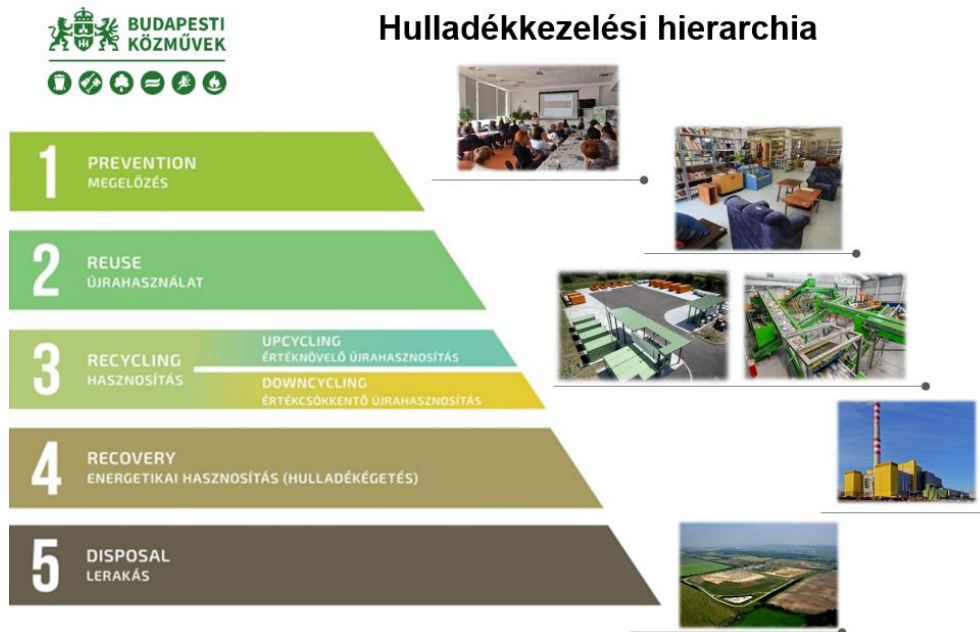 BUDAPESTI
KÖZMŰVEK
Hulladékkezelési hierarchia
1
PREVENTION
MEGELŐZÉS
2
REUSE
ÚJRAHASZNÁLAT
3
RECYCLING
HASZNOSÍTÁS
UPCYCLING
ÉRTÉKNÖVELŐ ÚJRAHASZNOSÍTÁS
DOWNCYCLING
ÉRTÉKCSÖKKENTŐ ÚJRAHASZNOSÍTÁS
4
RECOVERY
ENERGETIKAI HASZNOSÍTÁS (HULLADÉKÉGETÉS)
5
DISPOSAL
LERAKÁS